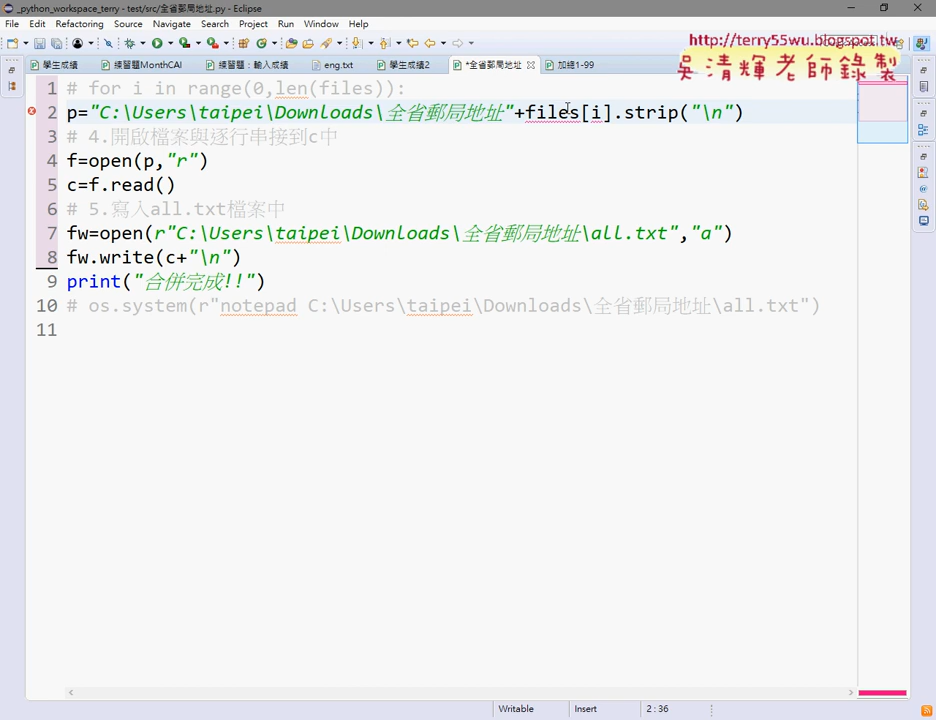 _python_workspace_terry - test/src/全省郵局地址.py - Eclipse
File Edit Refactoring Source Navigate Search Project Run Window Help
http://terry55wu.blogspot.tw
吳清輝老師錄製
學生成績 練習題MonthCAl 練習題：輸入成績 eng.txt 學生成績2 *全省郵局地址 加總1-99
1 # for i in range(0,len(files)):
2 p="C:\Users\taipei\Downloads\全省郵局地址"+files[i].strip("\n")
3 # 4.開啟檔案與逐行串接到c中
4 f=open(p,"r")
5 c=f.read()
6 # 5.寫入all.txt檔案中
7 fw=open(r"C:\Users\taipei\Downloads\全省郵局地址\all.txt","a")
8 fw.write(c+"\n")
9 print("合併完成!!")
10 # os.system(r"notepad C:\Users\taipei\Downloads\全省郵局地址\all.txt")
11
Writable Insert 2 : 36